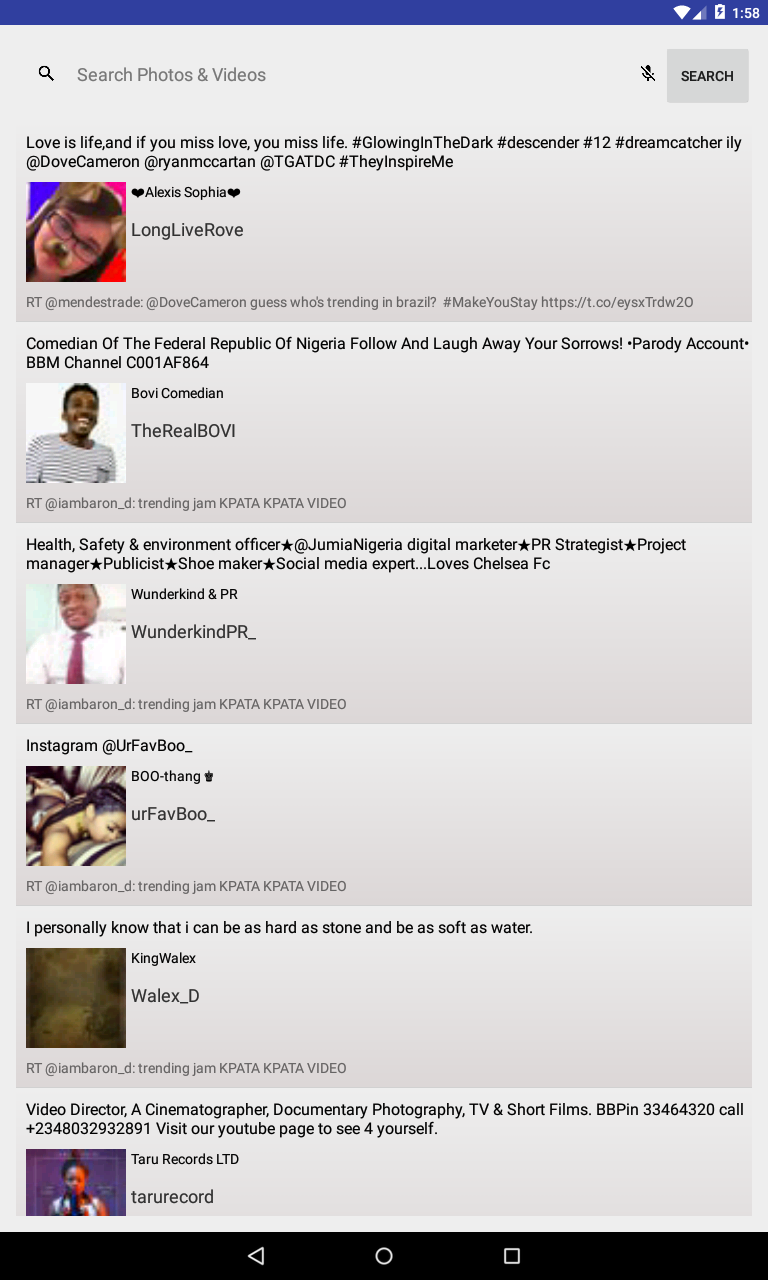 1:58
Search Photos & Videos
SEARCH
Love is life,and if you miss love, you miss life. #GlowingInTheDark #descender #12 #dreamcatcher ily
@DoveCameron @ryanmccartan @TGATDC #TheyInspireMe
❤Alexis Sophia❤
LongLiveRove
RT @mendestrade: @DoveCameron guess who's trending in brazil?  #MakeYouStay https://t.co/eysxTrdw2O
Comedian Of The Federal Republic Of Nigeria Follow And Laugh Away Your Sorrows! •Parody Account•
BBM Channel C001AF864
Bovi Comedian
TheRealBOVI
RT @iambaron_d: trending jam KPATA KPATA VIDEO
Health, Safety & environment officer★@JumiaNigeria digital marketer★PR Strategist★Project
manager★Publicist★Shoe maker★Social media expert...Loves Chelsea Fc
Wunderkind & PR
WunderkindPR_
RT @iambaron_d: trending jam KPATA KPATA VIDEO
Instagram @UrFavBoo_
BOO-thang♚
urFavBoo_
RT @iambaron_d: trending jam KPATA KPATA VIDEO
I personally know that i can be as hard as stone and be as soft as water.
KingWalex
Walex_D
RT @iambaron_d: trending jam KPATA KPATA VIDEO
Video Director, A Cinematographer, Documentary Photography, TV & Short Films. BBPin 33464320 call
+2348032932891 Visit our youtube page to see 4 yourself.
Taru Records LTD
tarurecord